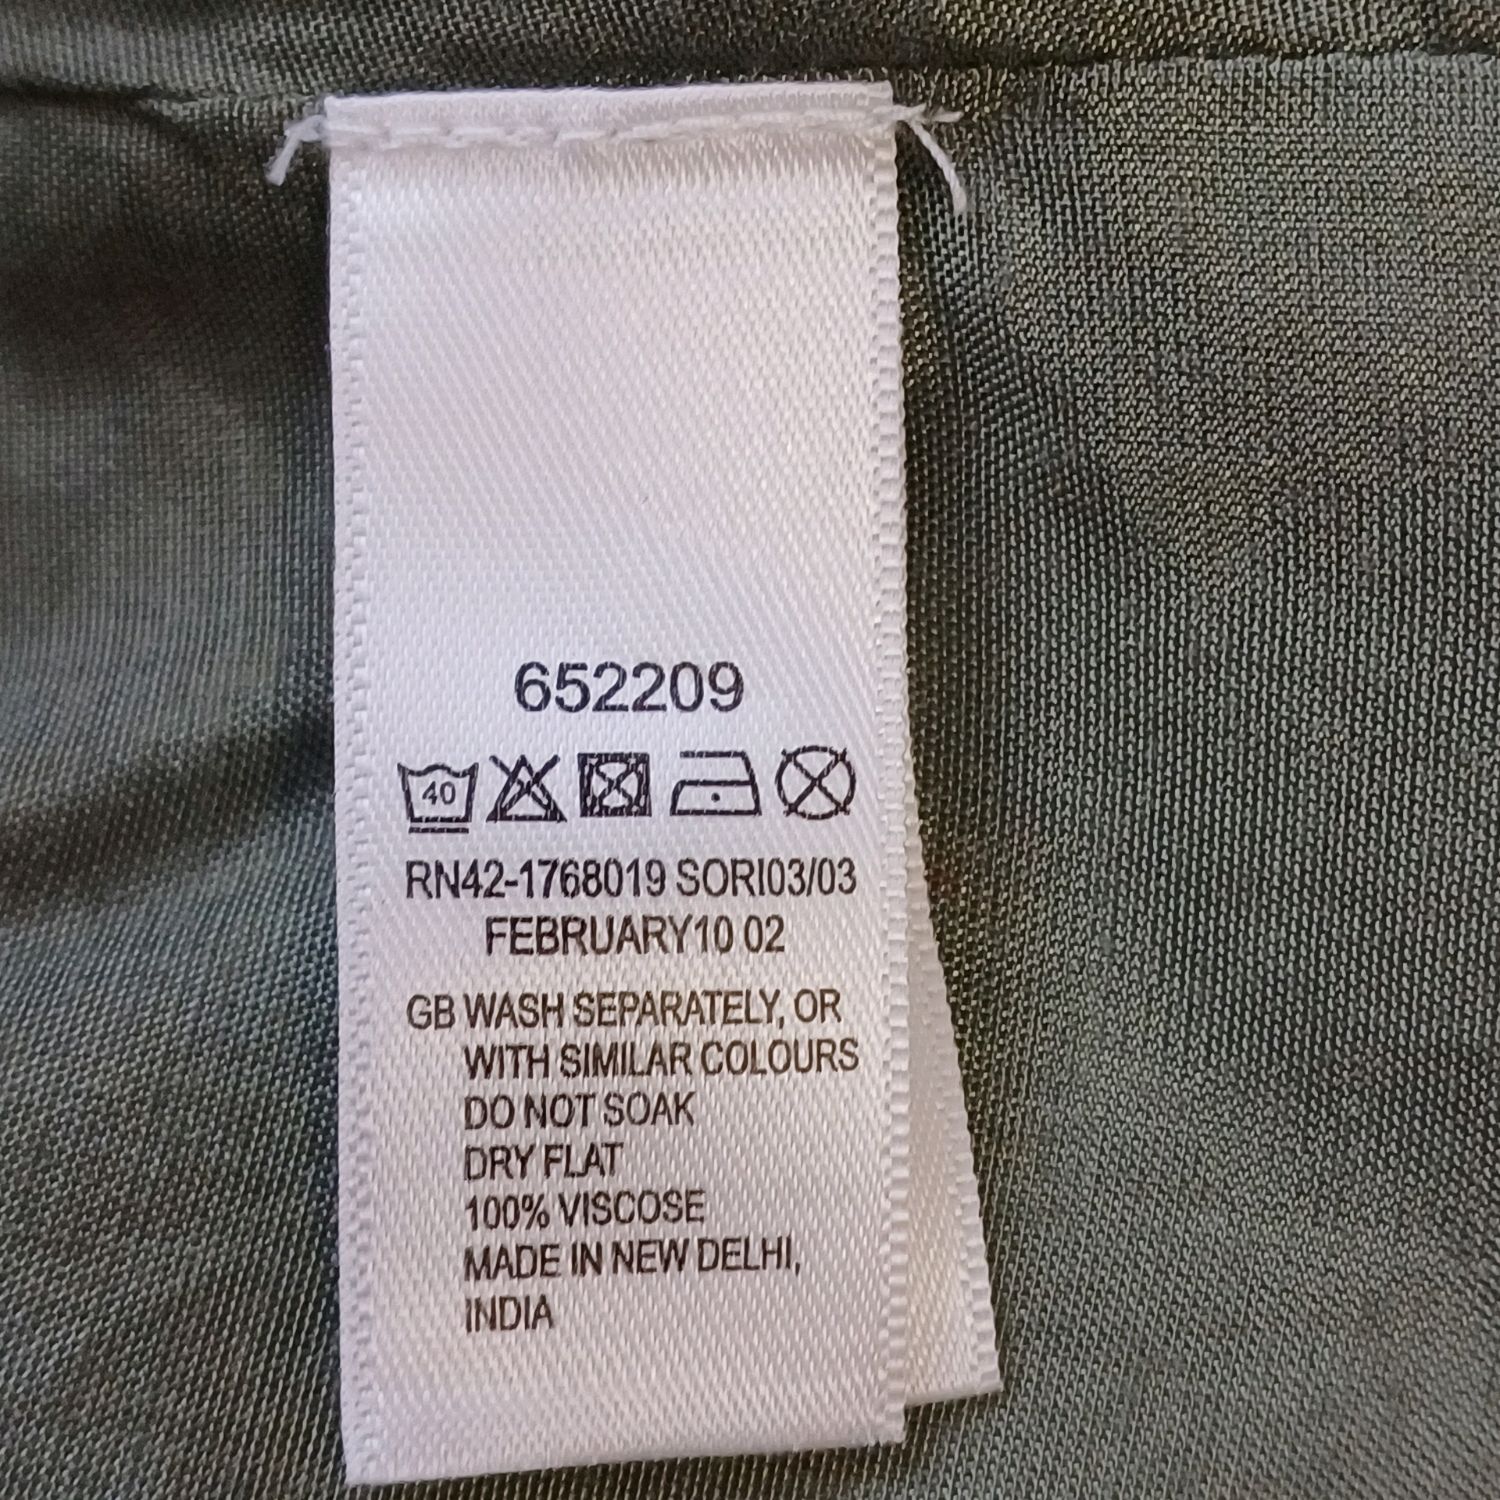 652209
40
RN42-1768019 SORI03/03
FEBRUARY10 02
GB WASH SEPARATELY, OR
WITH SIMILAR COLOURS
DO NOT SOAK
DRY FLAT
100% VISCOSE
MADE IN NEW DELHI,
INDIA